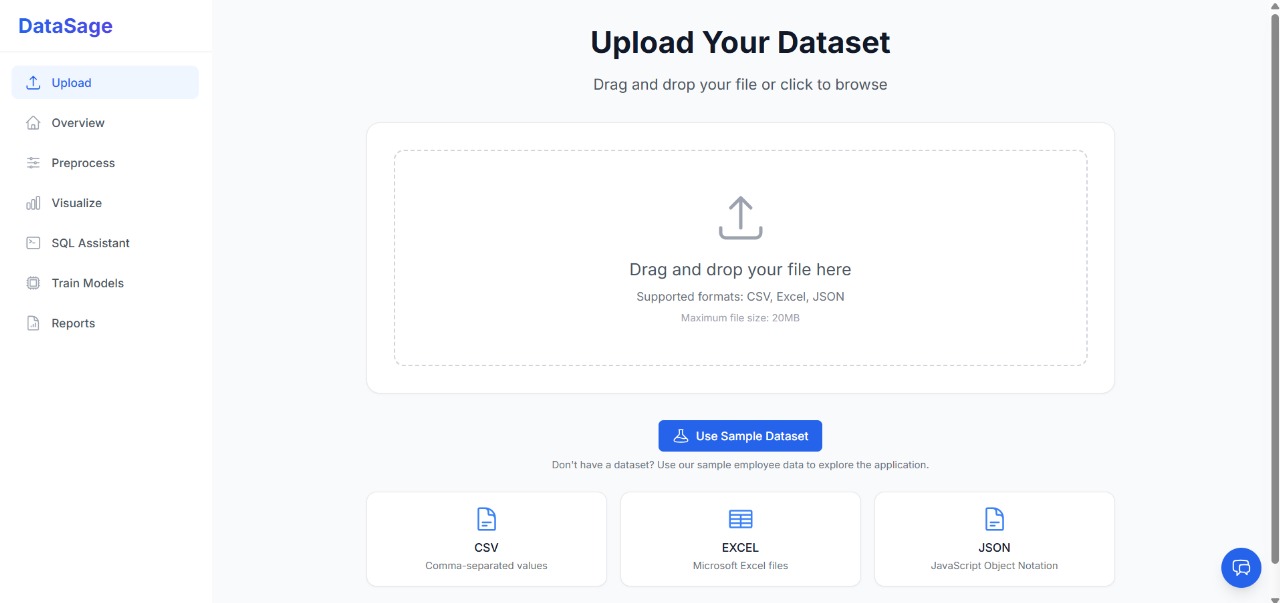 DataSage
Upload
Overview
Preprocess
Visualize
SQL Assistant
Train Models
Reports
Upload Your Dataset
Drag and drop your file or click to browse
Drag and drop your file here
Supported formats: CSV, Excel, JSON
Maximum file size: 20MB
Use Sample Dataset
Don't have a dataset? Use our sample employee data to explore the application.
CSV
Comma-separated values
EXCEL
Microsoft Excel files
JSON
JavaScript Object Notation